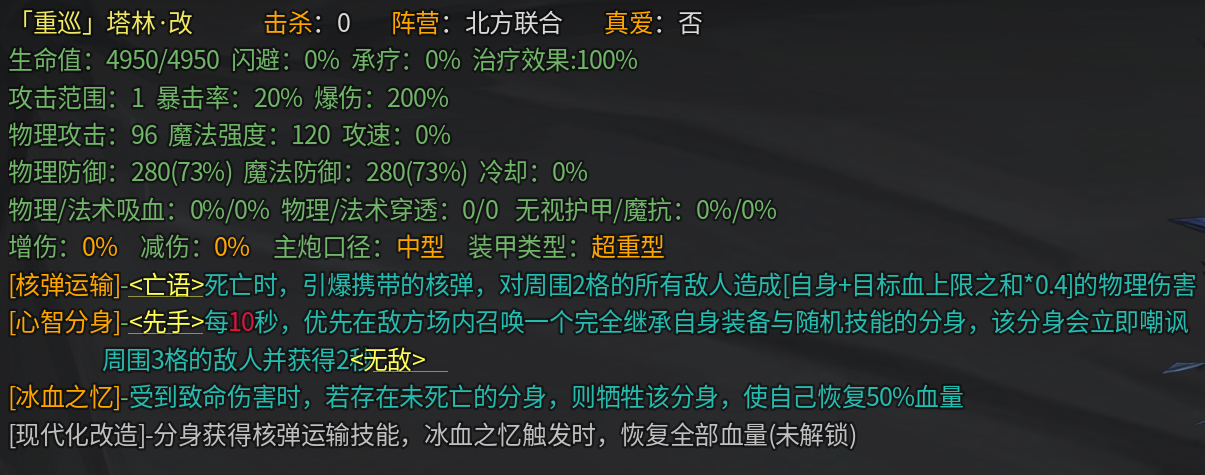 「重巡」塔林·改 击杀：0 阵营：北方联合 真爱：否
生命值：4950/4950 闪避：0% 承疗：0% 治疗效果:100%
攻击范围：1 暴击率：20% 爆伤：200%
物理攻击：96 魔法强度：120 攻速：0%
物理防御：280(73%) 魔法防御：280(73%) 冷却：0%
物理/法术吸血：0%/0% 物理/法术穿透：0/0 无视护甲/魔抗：0%/0%
增伤：0% 减伤：0% 主炮口径：中型 装甲类型：超重型
[核弹运输]-<亡语>死亡时，引爆携带的核弹，对周围2格的所有敌人造成[自身+目标血上限之和*0.4]的物理伤害
[心智分身]-<先手>每10秒，优先在敌方场内召唤一个完全继承自身装备与随机技能的分身，该分身会立即嘲讽
周围3格的敌人并获得2秒<无敌>
[冰血之忆]-受到致命伤害时，若存在未死亡的分身，则牺牲该分身，使自己恢复50%血量
[现代化改造]-分身获得核弹运输技能，冰血之忆触发时，恢复全部血量(未解锁)